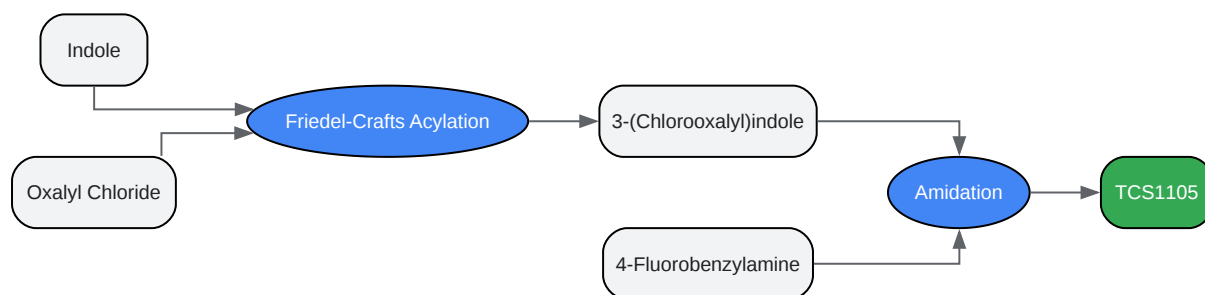 Indole
Oxalyl Chloride
Friedel-Crafts Acylation
3-(Chlorooxalyl)indole
4-Fluorobenzylamine
Amidation
TCS1105